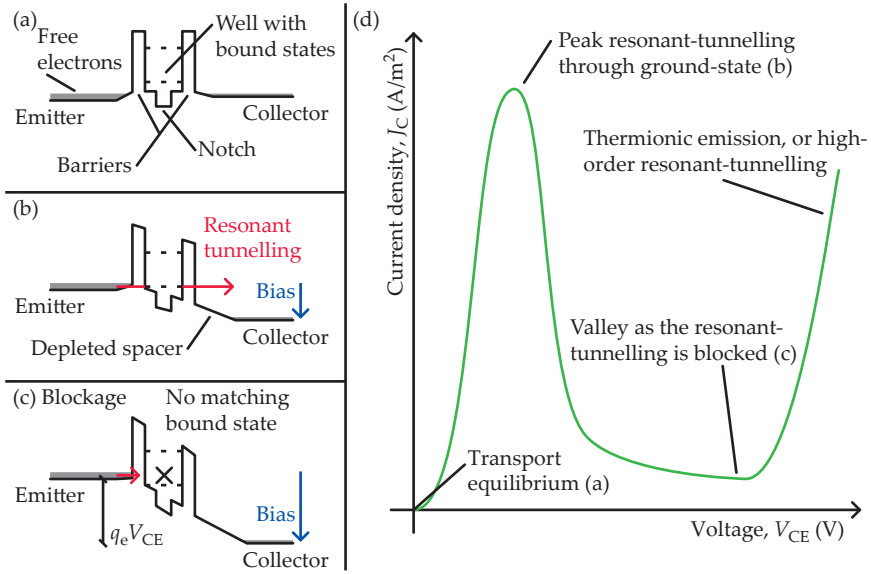 (a)
Free
electrons
Well with
bound states
Emitter
Collector
Notch
Barriers
(b)
Resonant
tunnelling
Bias
Emitter
Collector
Depleted spacer
(c) Blockage
No matching
bound state
Emitter
Bias
qₑV_CE
Collector
(d)
Current density, J_C (A/m²)
Peak resonant-tunnelling
through ground-state (b)
Thermionic emission, or high-
order resonant-tunnelling
Valley as the resonant-
tunnelling is blocked (c)
Transport
equilibrium (a)
Voltage, V_CE (V)